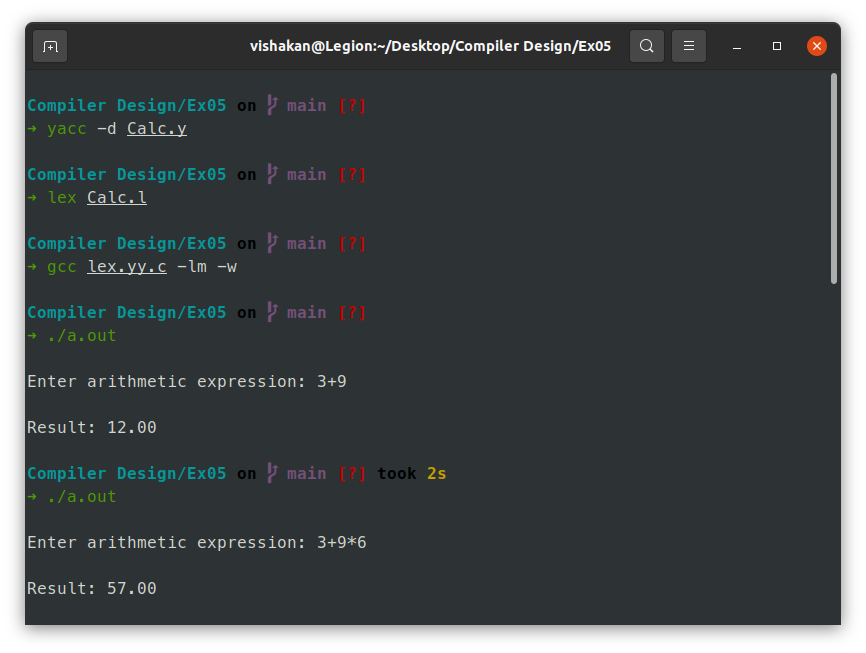 vishakan@Legion:~/Desktop/Compiler Design/Ex05
Compiler Design/Ex05 on main [?]
→ yacc -d Calc.y
Compiler Design/Ex05 on main [?]
→ lex Calc.l
Compiler Design/Ex05 on main [?]
→ gcc lex.yy.c -lm -w
Compiler Design/Ex05 on main [?]
→ ./a.out
Enter arithmetic expression: 3+9
Result: 12.00
Compiler Design/Ex05 on main [?] took 2s
→ ./a.out
Enter arithmetic expression: 3+9*6
Result: 57.00